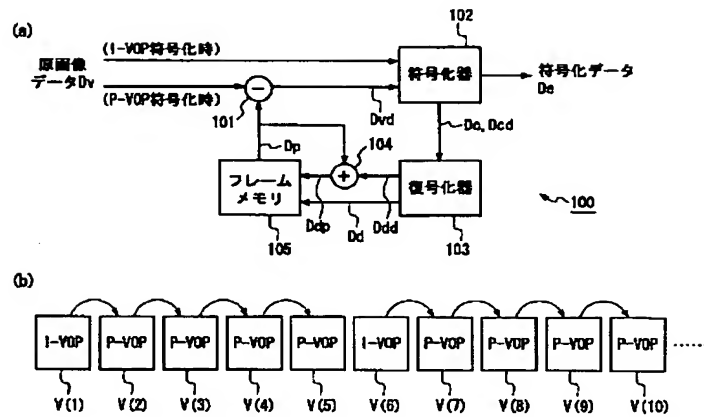 (a)
102
(I-VOP符号化時)
原画像
データDv
(P-VOP符号化時)
符号化器
符号化データ
De
101
Dvd
De, Dcd
Dp
104
フレーム
メモリ
復号化器
Ddp
Dd
Ddd
100
105
103
(b)
I-VOP P-VOP P-VOP P-VOP P-VOP I-VOP P-VOP P-VOP P-VOP P-VOP ‥‥‥
V(1) V(2) V(3) V(4) V(5) V(6) V(7) V(8) V(9) V(10)